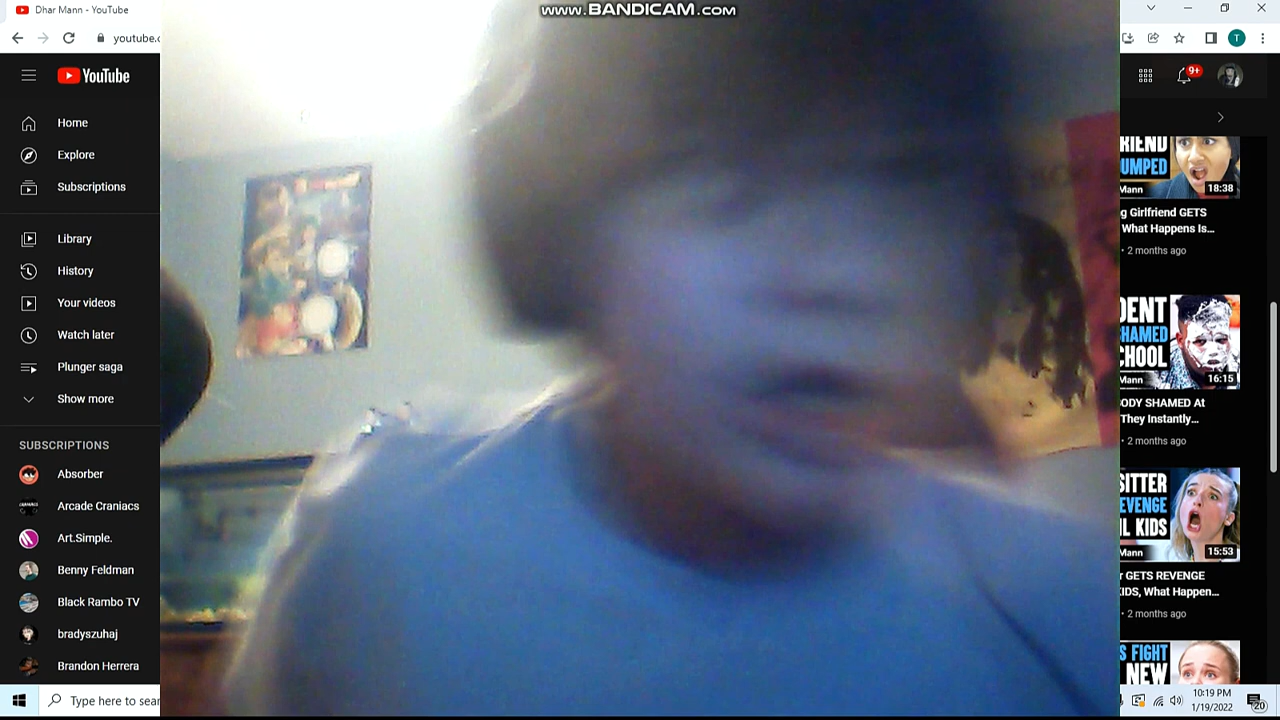 Dhar Mann - YouTube
www.BANDICAM.com
youtube.c
YouTube
9+
T
Home
Explore
Subscriptions
Library
History
Your videos
Watch later
Plunger saga
Show more
SUBSCRIPTIONS
Absorber
Arcade Craniacs
Art.Simple.
Benny Feldman
Black Rambo TV
bradyszuhaj
Brandon Herrera
RIEND
UMPED
Mann
18:38
g Girlfriend GETS
What Happens Is...
• 2 months ago
DENT
HAMED
CHOOL
Mann
16:15
ODY SHAMED At
They Instantly...
• 2 months ago
SITTER
EVENGE
L KIDS
Mann
15:53
r GETS REVENGE
KIDS, What Happen...
• 2 months ago
S FIGHT
NEW
Type here to sear
10:19 PM
1/19/2022
20